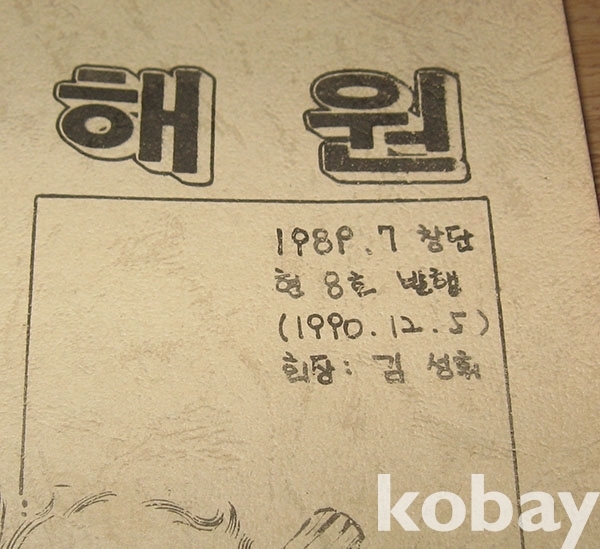 해원
1989.7 창단
현 8호 발행
(1990.12.5)
회장: 김성
kobay